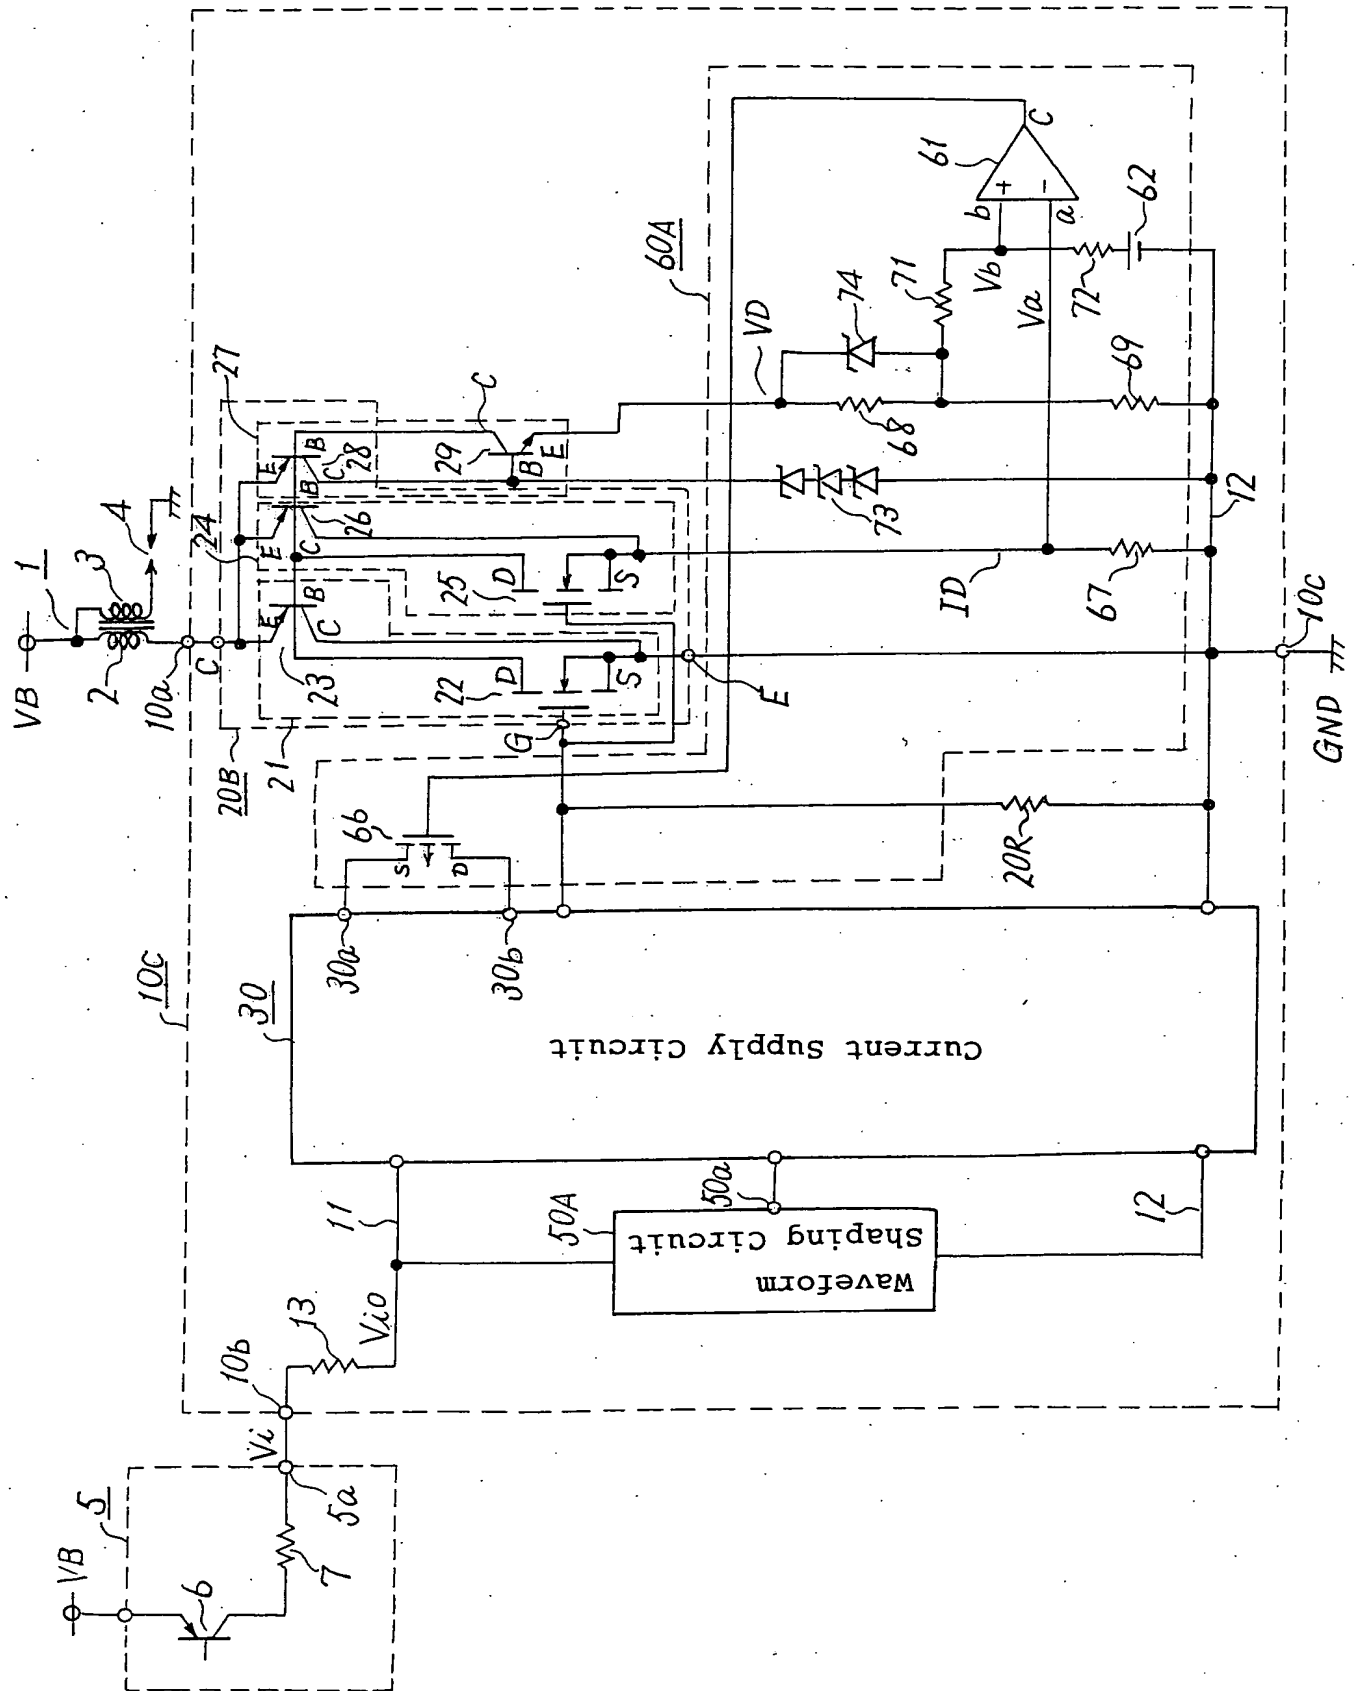 VB
1
2
3
4
10a
C
10C
20B
21
24
27
E
B
C
23
E
B
C
26
E
B
C
28
C
29
B
E
D
22
S
G
D
25
S
E
60A
66
S
D
30a
30b
30
Current Supply Circuit
VD
74
68
71
73
69
Vb
Va
b
a
+
-
61
C
72
62
ID
67
12
20R
10c
GND
11
50A
50a
Waveform
Shaping Circuit
12
13
Vio
10b
Vi
5a
5
VB
6
7